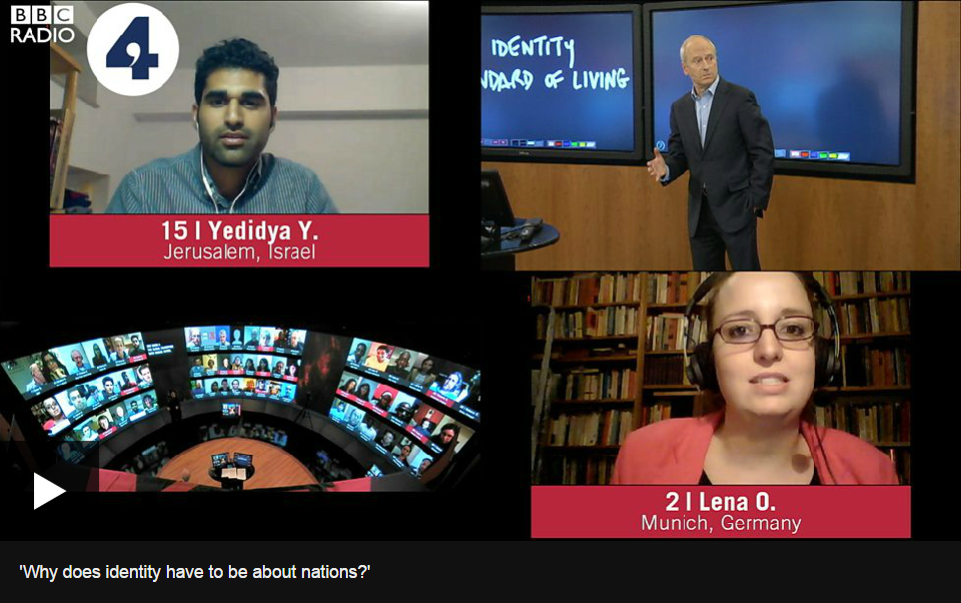 BBC
RADIO
4
IDENTITY
NDARD OF LIVING
15 | Yedidya Y.
Jerusalem, Israel
2 | Lena O.
Munich, Germany
'Why does identity have to be about nations?'